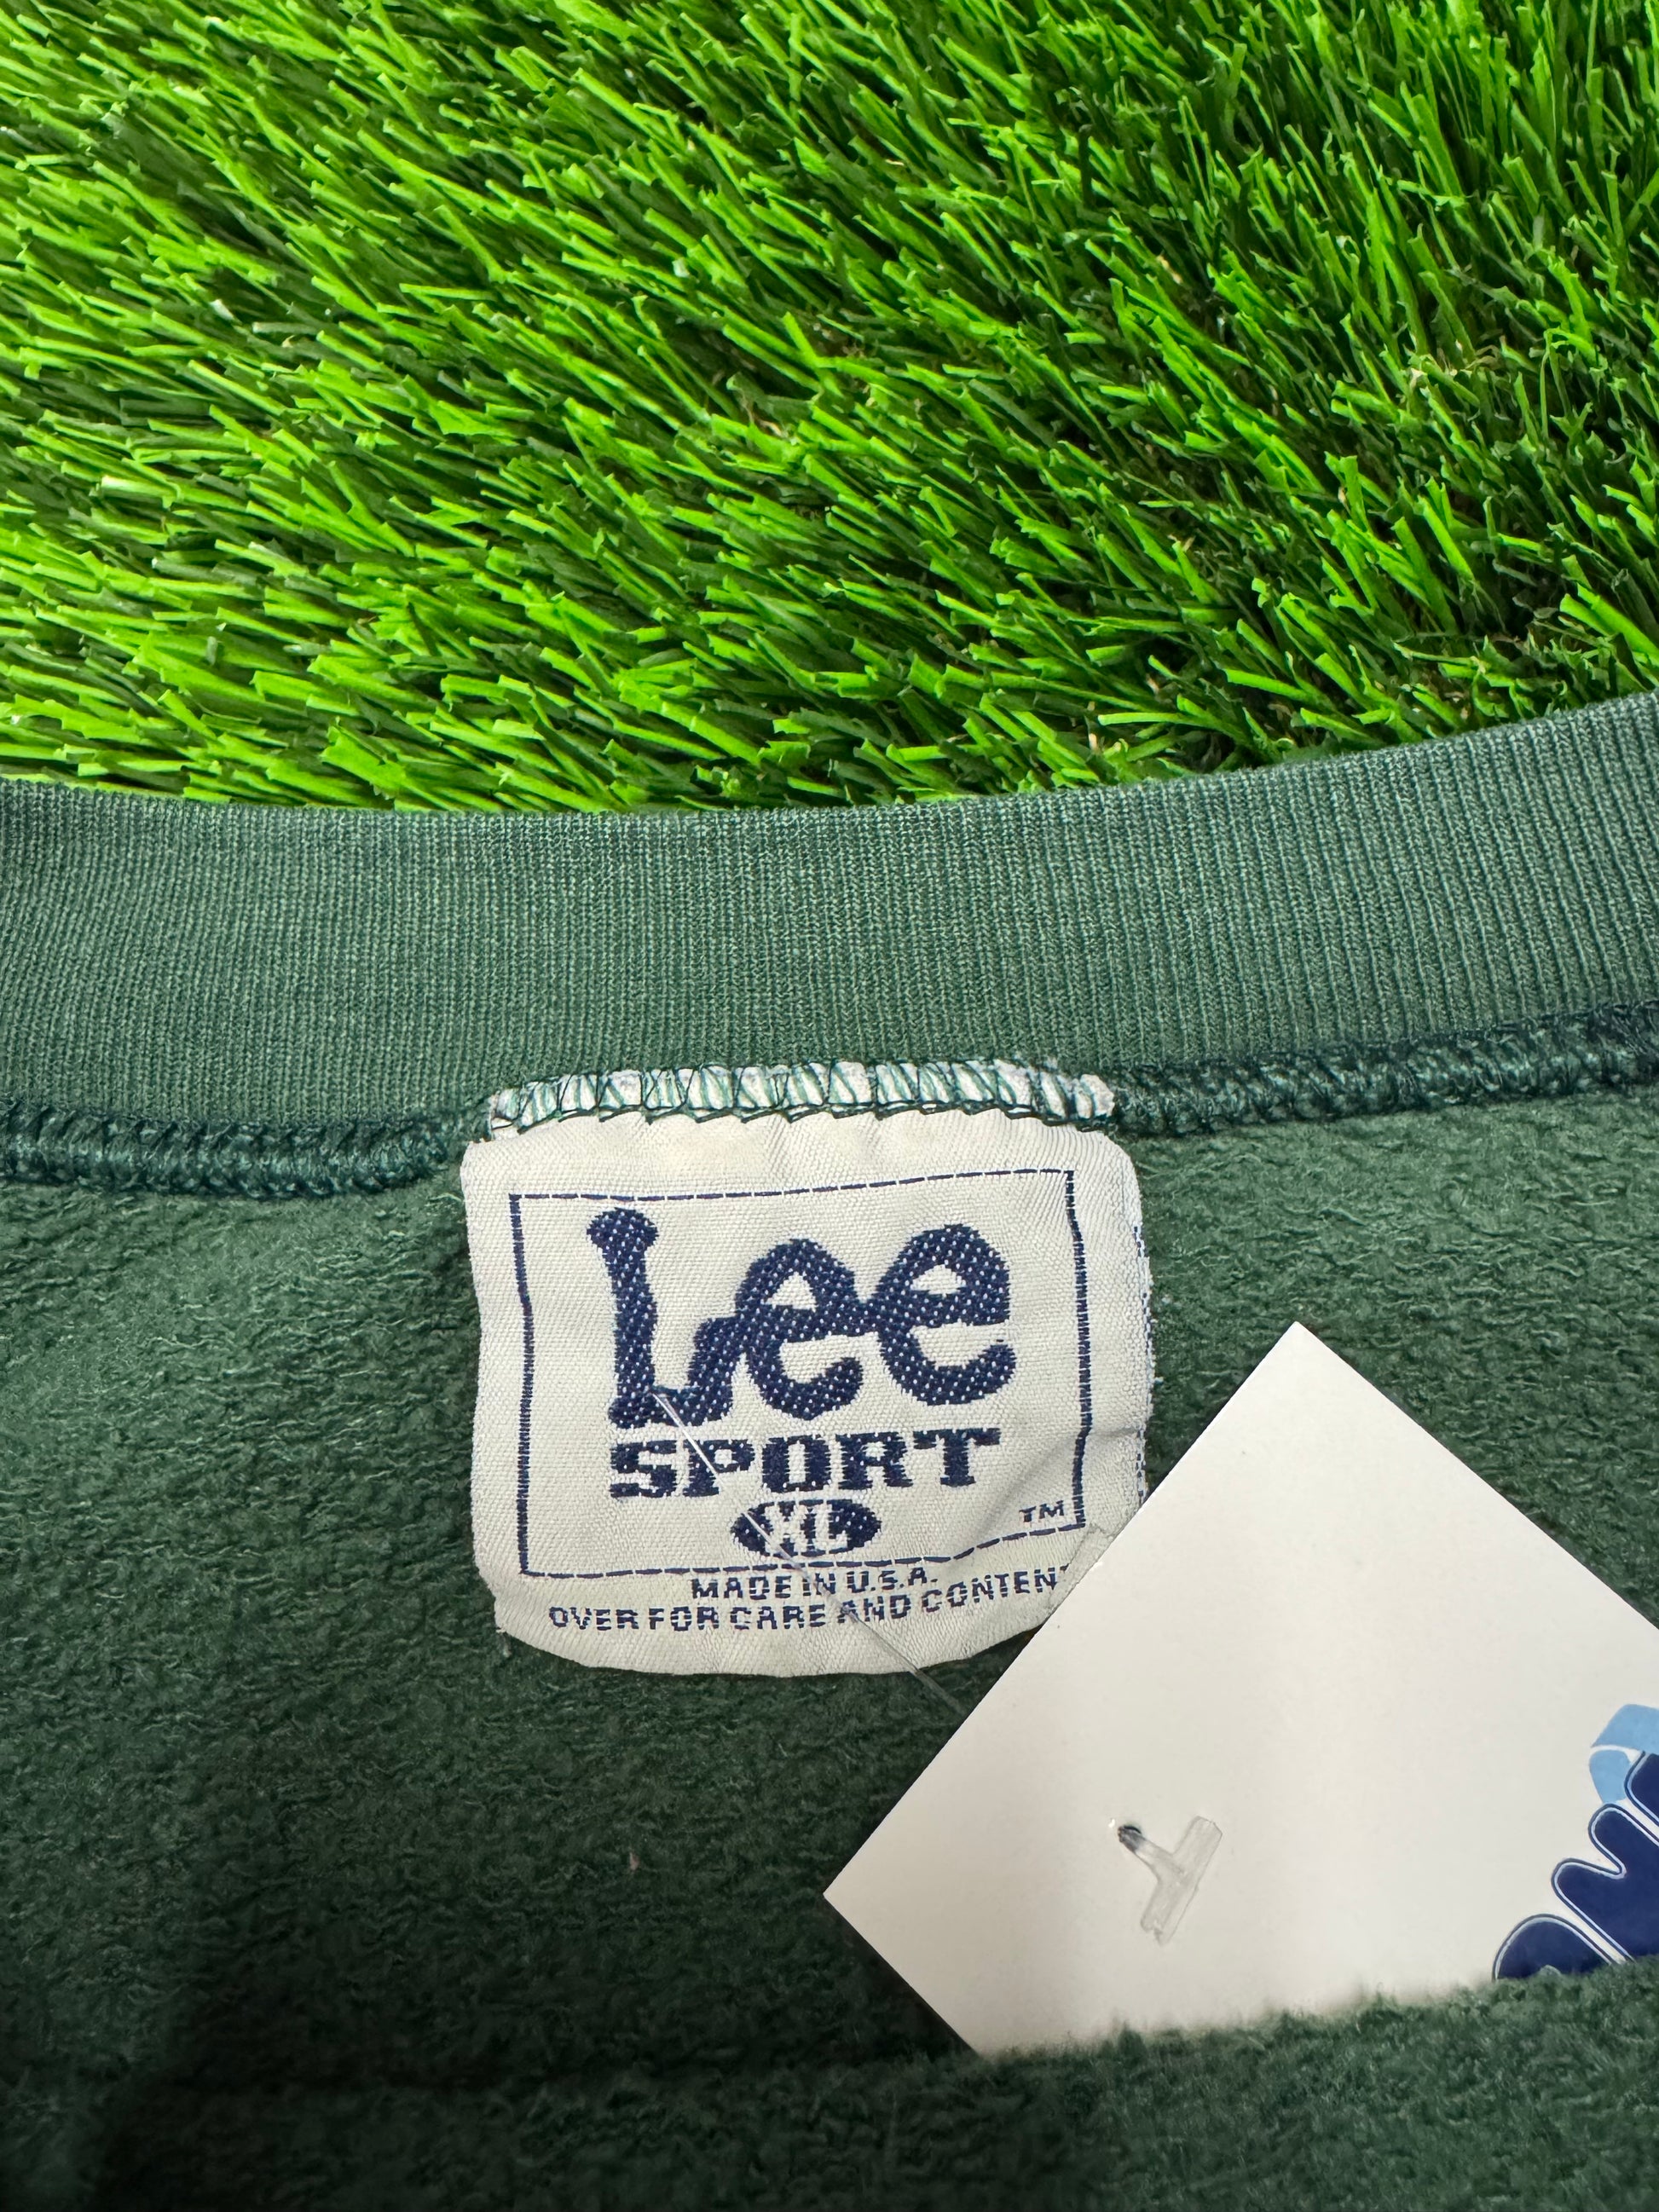 Lee
SPORT
XL
TM
MADE IN U.S.A.
OVER FOR CARE AND CONTENT